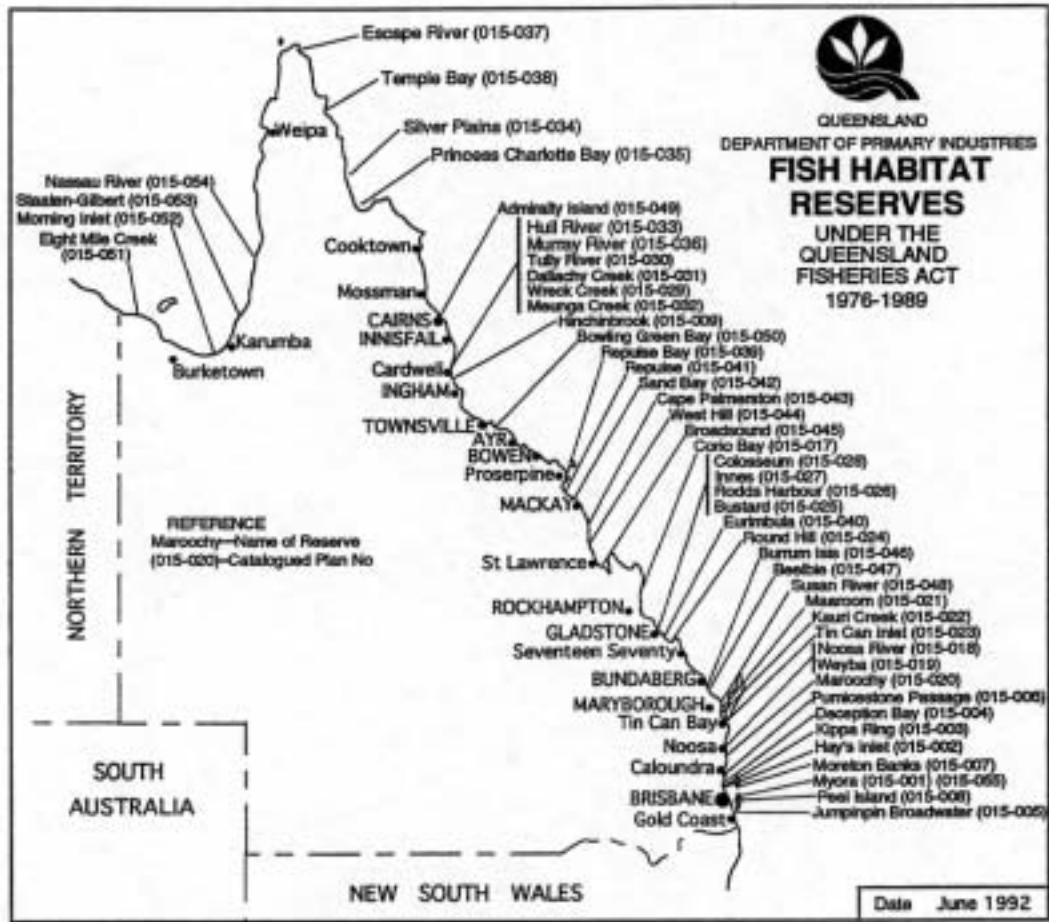 Escape River (015-037)
Temple Bay (015-038)
Weipa
Silver Plains (015-034)
Princess Charlotte Bay (015-035)
QUEENSLAND
DEPARTMENT OF PRIMARY INDUSTRIES
FISH HABITAT
RESERVES
UNDER THE
QUEENSLAND
FISHERIES ACT
1976-1989
Nassau River (015-054)
Staaten-Gilbert (015-053)
Morning Inlet (015-052)
Eight Mile Creek
(015-051)
Karumba
Burketown
Admiralty Island (015-049)
Hull River (015-033)
Murray River (015-036)
Tully River (015-030)
Dallachy Creek (015-031)
Wreck Creek (015-029)
Meunga Creek (015-032)
Hinchinbrook (015-009)
Bowling Green Bay (015-050)
Repulse Bay (015-039)
Repulse (015-041)
Sand Bay (015-042)
Cape Palmerston (015-043)
West Hill (015-044)
Broadsound (015-045)
Corio Bay (015-017)
Colosseum (015-028)
Innes (015-027)
Rodds Harbour (015-026)
Bustard (015-025)
Eurimbula (015-040)
Round Hill (015-024)
Burrum Isis (015-046)
Beelbie (015-047)
Susan River (015-048)
Maaroom (015-021)
Kauri Creek (015-022)
Tin Can Inlet (015-023)
Noosa River (015-018)
Weyba (015-019)
Maroochy (015-020)
Pumicestone Passage (015-006)
Deception Bay (015-004)
Kippa Ring (015-003)
Hay's Inlet (015-002)
Moreton Banks (015-007)
Myora (015-001) (015-055)
Peel Island (015-008)
Jumpinpin Broadwater (015-005)
Cooktown
Mossman
CAIRNS
INNISFAIL
Cardwell
INGHAM
TOWNSVILLE
AYR
BOWEN
Proserpine
MACKAY
St Lawrence
ROCKHAMPTON
GLADSTONE
Seventeen Seventy
BUNDABERG
MARYBOROUGH
Tin Can Bay
Noosa
Caloundra
BRISBANE
Gold Coast
REFERENCE
Maroochy—Name of Reserve
(015-020)—Catalogued Plan No
NORTHERN TERRITORY
SOUTH
AUSTRALIA
NEW SOUTH WALES
Date June 1992